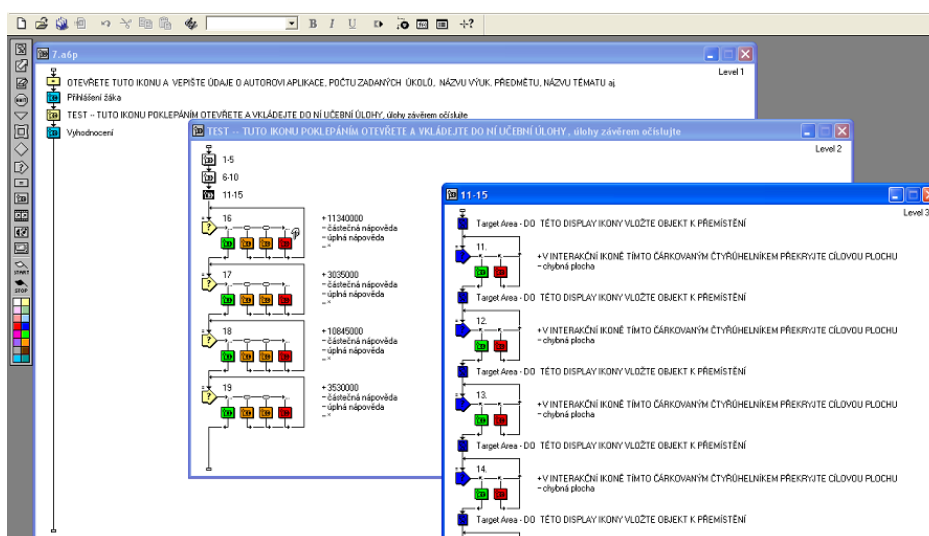 B I U
7.a6p
Level 1
OTEVŘETE TUTO IKONU A VEPIŠTE ÚDAJE O AUTOROVI APLIKACE, POČTU ZADANÝCH ÚKOLŮ, NÁZVU VÝUK. PŘEDMĚTU, NÁZVU TÉMATU aj.
Přihlášení žáka
TEST -- TUTO IKONU POKLEPÁNÍM OTEVŘETE A VKLÁDEJTE DO NÍ UČEBNÍ ÚLOHY, úlohy závěrem očíslujte
Vyhodnocení
TEST -- TUTO IKONU POKLEPÁNÍM OTEVŘETE A VKLÁDEJTE DO NÍ UČEBNÍ ÚLOHY, úlohy závěrem očíslujte
Level 2
1-5
6-10
11-15
16
+ 11340000
- částečná nápověda
- úplná nápověda
- *
17
+ 3035000
- částečná nápověda
- úplná nápověda
- *
18
+ 10845000
- částečná nápověda
- úplná nápověda
- *
19
+ 3530000
- částečná nápověda
- úplná nápověda
- *
11-15
Level 3
Target Area - DO TÉTO DISPLAY IKONY VLOŽTE OBJEKT K PŘEMÍSTĚNÍ
11.
+V INTERAKČNÍ IKONĚ TÍMTO ČÁRKOVANÝM ČTYŘÚHELNÍKEM PŘEKRYJTE CÍLOVOU PLOCHU
- chybná plocha
Target Area - DO TÉTO DISPLAY IKONY VLOŽTE OBJEKT K PŘEMÍSTĚNÍ
12.
+V INTERAKČNÍ IKONĚ TÍMTO ČÁRKOVANÝM ČTYŘÚHELNÍKEM PŘEKRYJTE CÍLOVOU PLOCHU
- chybná plocha
Target Area - DO TÉTO DISPLAY IKONY VLOŽTE OBJEKT K PŘEMÍSTĚNÍ
13.
+V INTERAKČNÍ IKONĚ TÍMTO ČÁRKOVANÝM ČTYŘÚHELNÍKEM PŘEKRYJTE CÍLOVOU PLOCHU
- chybná plocha
Target Area - DO TÉTO DISPLAY IKONY VLOŽTE OBJEKT K PŘEMÍSTĚNÍ
14.
+V INTERAKČNÍ IKONĚ TÍMTO ČÁRKOVANÝM ČTYŘÚHELNÍKEM PŘEKRYJTE CÍLOVOU PLOCHU
- chybná plocha
Target Area - DO TÉTO DISPLAY IKONY VLOŽTE OBJEKT K PŘEMÍSTĚNÍ
START
STOP